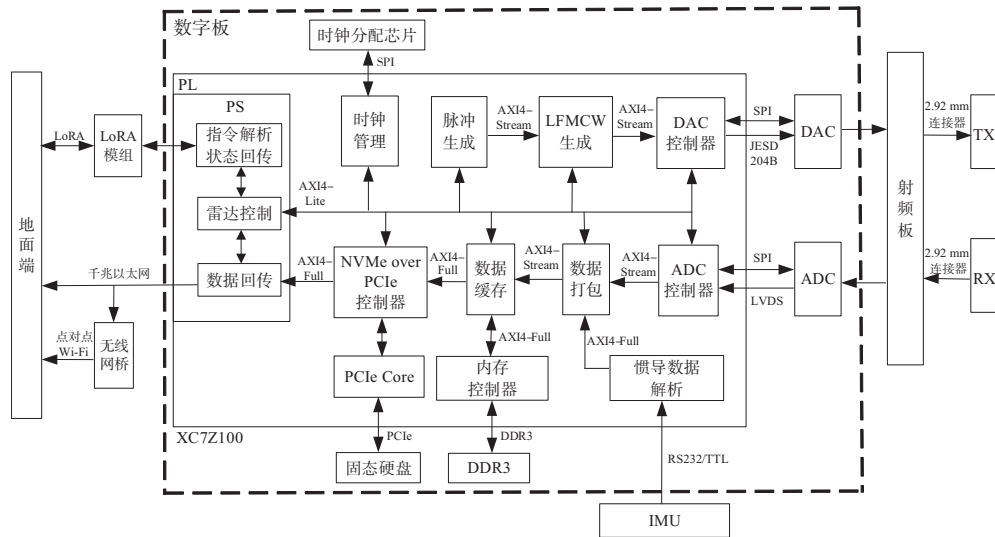 数字板
时钟分配芯片
SPI
PL
PS
指令解析
状态回传
雷达控制
数据回传
时钟
管理
脉冲
生成
AXI4-
Stream
LFMCW
生成
AXI4-
Stream
DAC
控制器
SPI
JESD
204B
DAC
2.92 mm
连接器
TX
LoRA
LoRA
模组
地面端
AXI4-
Lite
射频板
千兆以太网
AXI4-
Full
NVMe over
PCIe
控制器
AXI4-
Full
数据
缓存
AXI4-
Stream
数据
打包
AXI4-
Stream
ADC
控制器
SPI
LVDS
ADC
2.92 mm
连接器
RX
点对点
Wi-Fi
无线
网桥
PCIe Core
AXI4-Full
内存
控制器
AXI4-Full
惯导数据
解析
XC7Z100
PCIe
DDR3
RS232/TTL
固态硬盘
DDR3
IMU